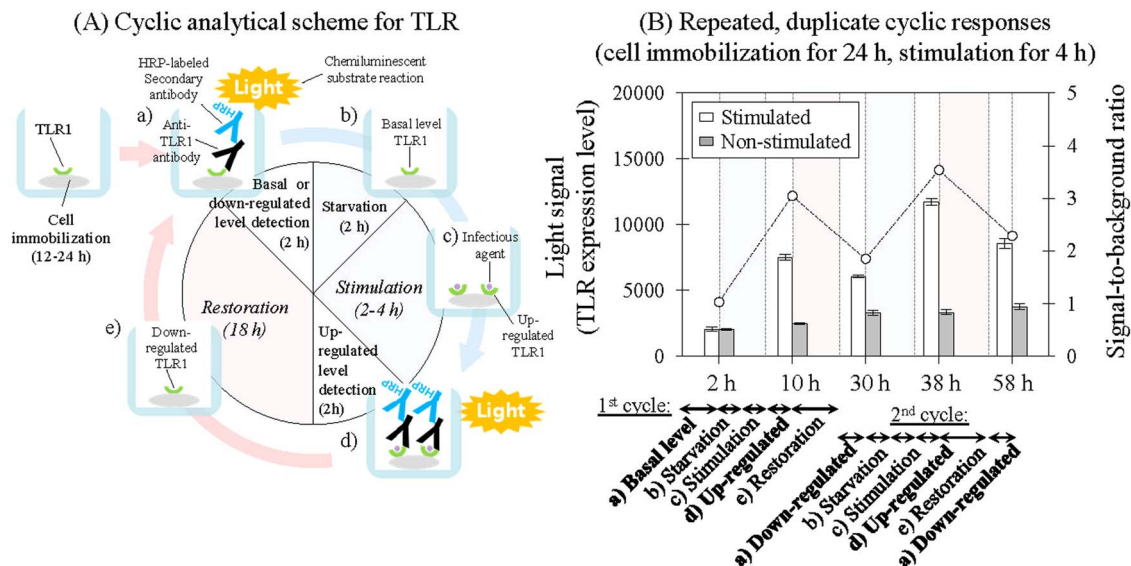 (A) Cyclic analytical scheme for TLR
HRP-labeled
Secondary
antibody
Light
Chemiluminescent
substrate reaction
a)
HRP
b)
TLR1
Anti-
TLR1
antibody
Basal level
TLR1
Cell
immobilization
(12-24 h)
Basal or
down-regulated
level detection
(2 h)
Starvation
(2 h)
c)
Infectious
agent
Restoration
(18 h)
Stimulation
(2-4 h)
Up-
regulated
TLR1
e)
Down-
regulated
TLR1
Up-
regulated
level
detection
(2h)
HRP
HRP
Light
d)
(B) Repeated, duplicate cyclic responses
(cell immobilization for 24 h, stimulation for 4 h)
Light signal
(TLR expression level)
20000
15000
10000
5000
0
Stimulated
Non-stimulated
5
4
3
2
1
0
Signal-to-background ratio
2 h
10 h
30 h
38 h
58 h
1st cycle:
2nd cycle:
a) Basal level
b) Starvation
c) Stimulation
d) Up-regulated
e) Restoration
a) Down-regulated
b) Starvation
c) Stimulation
d) Up-regulated
e) Restoration
a) Down-regulated